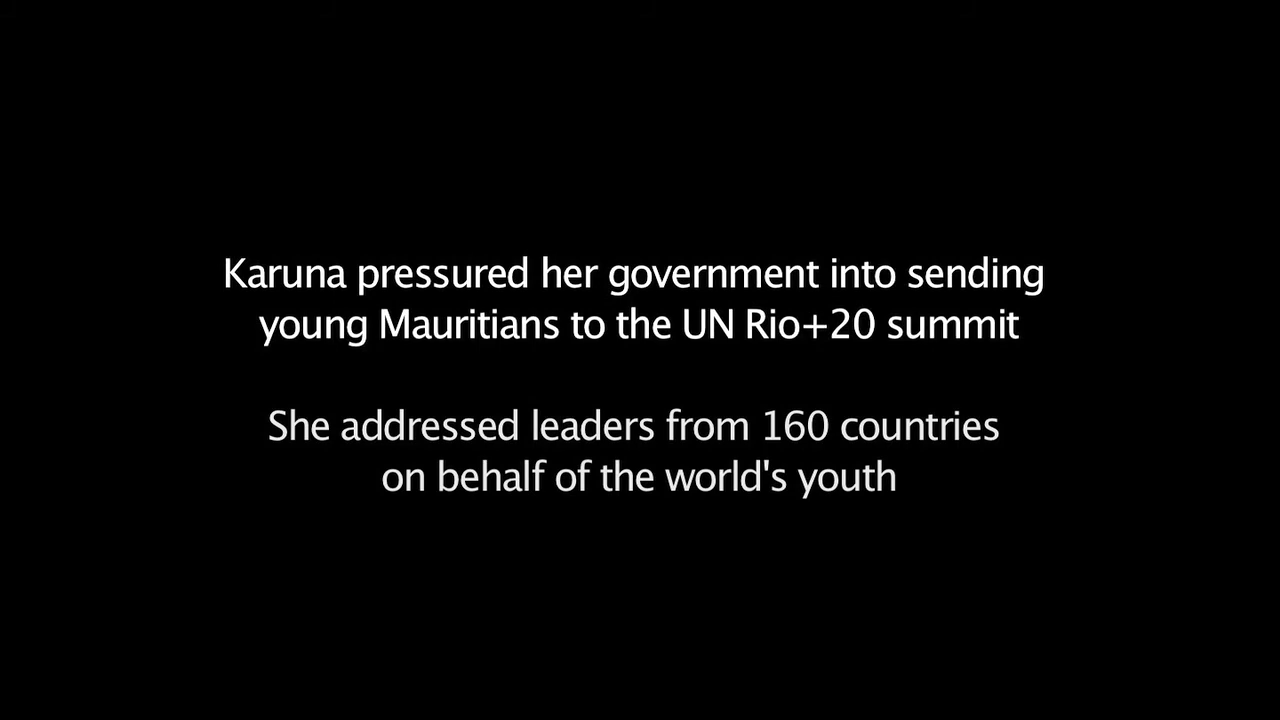 Karuna pressured her government into sending
young Mauritians to the UN Rio+20 summit
She addressed leaders from 160 countries
on behalf of the world's youth